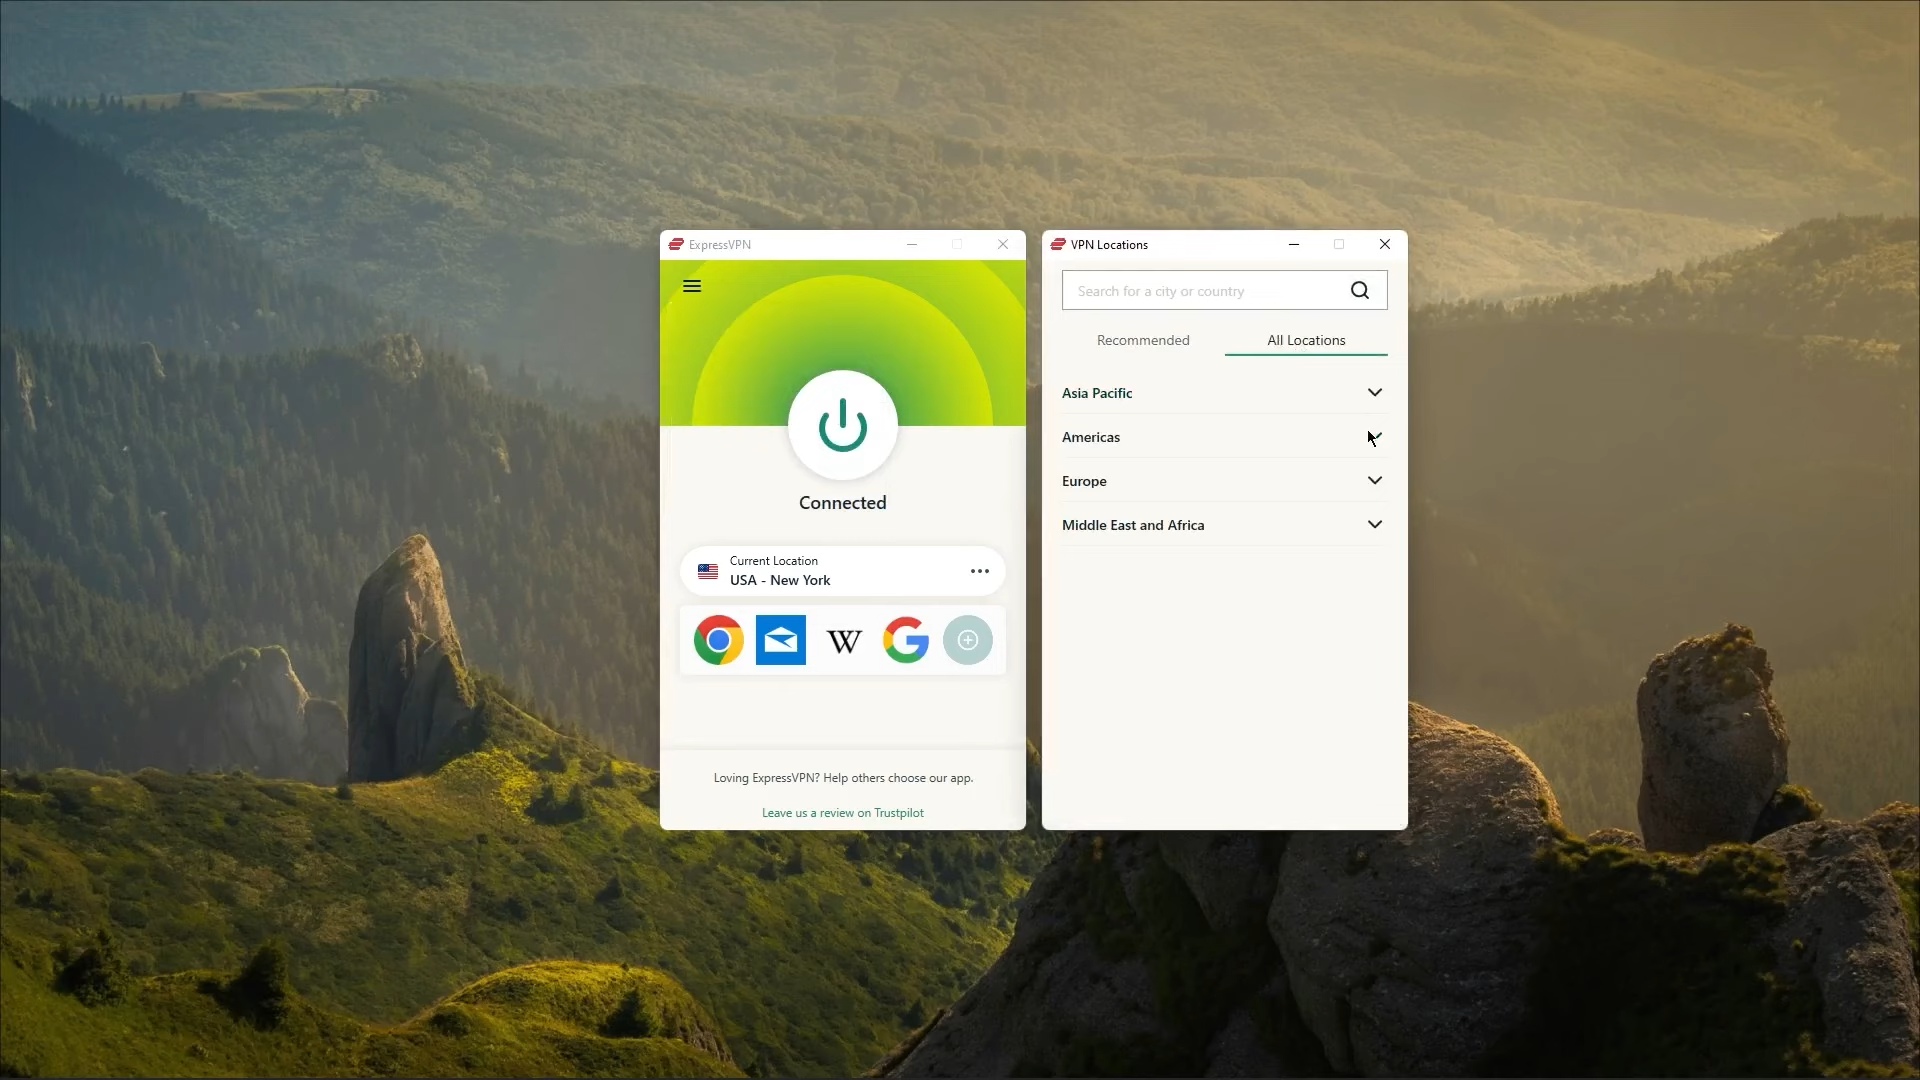 ExpressVPN
Connected
Current Location
USA - New York
W
Loving ExpressVPN? Help others choose our app.
Leave us a review on Trustpilot
VPN Locations
Search for a city or country
Recommended
All Locations
Asia Pacific
Americas
Europe
Middle East and Africa